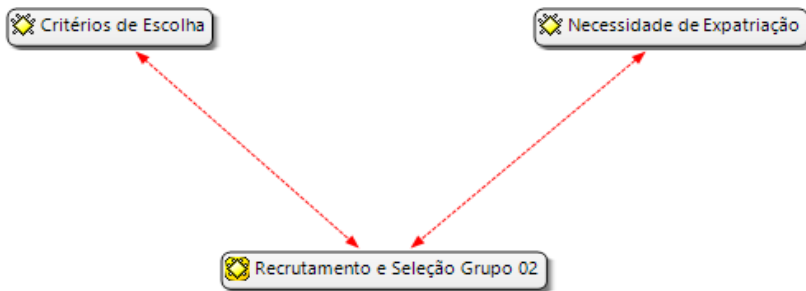 Critérios de Escolha
Necessidade de Expatriação
Recrutamento e Seleção Grupo 02